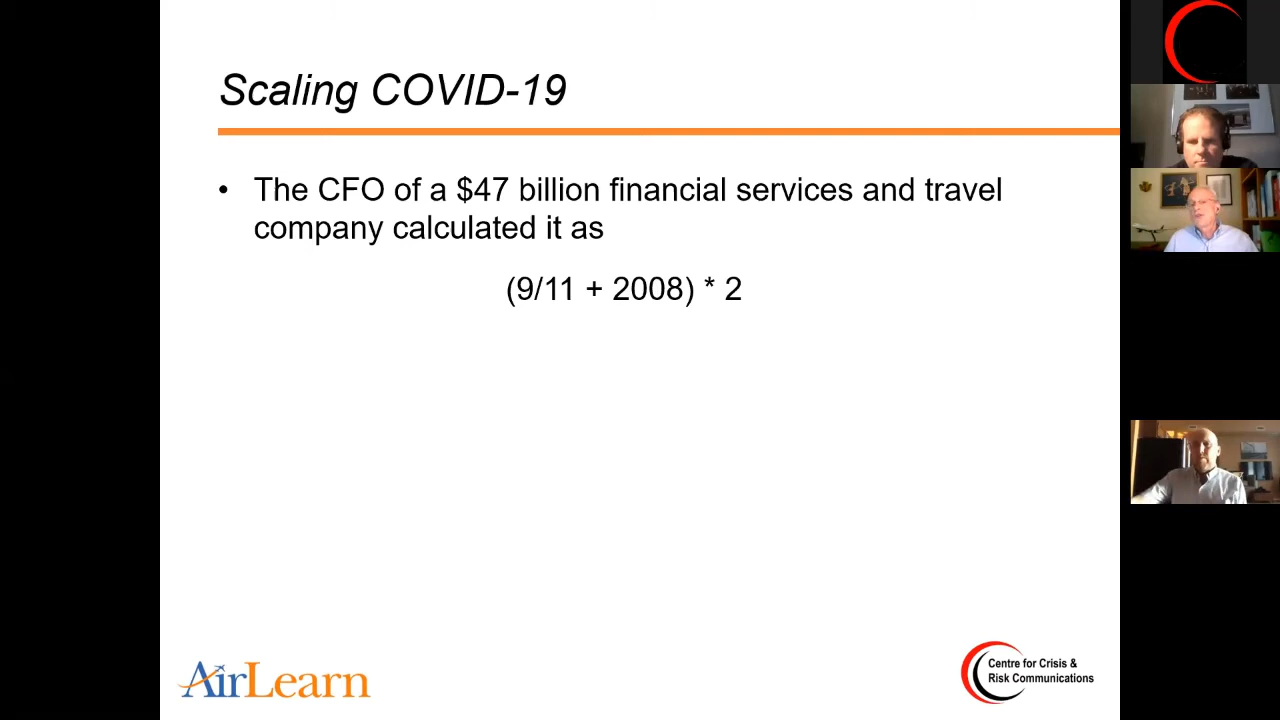 Scaling COVID-19
• The CFO of a $47 billion financial services and travel
company calculated it as
(9/11 + 2008) * 2
AirLearn
Centre for Crisis &
Risk Communications